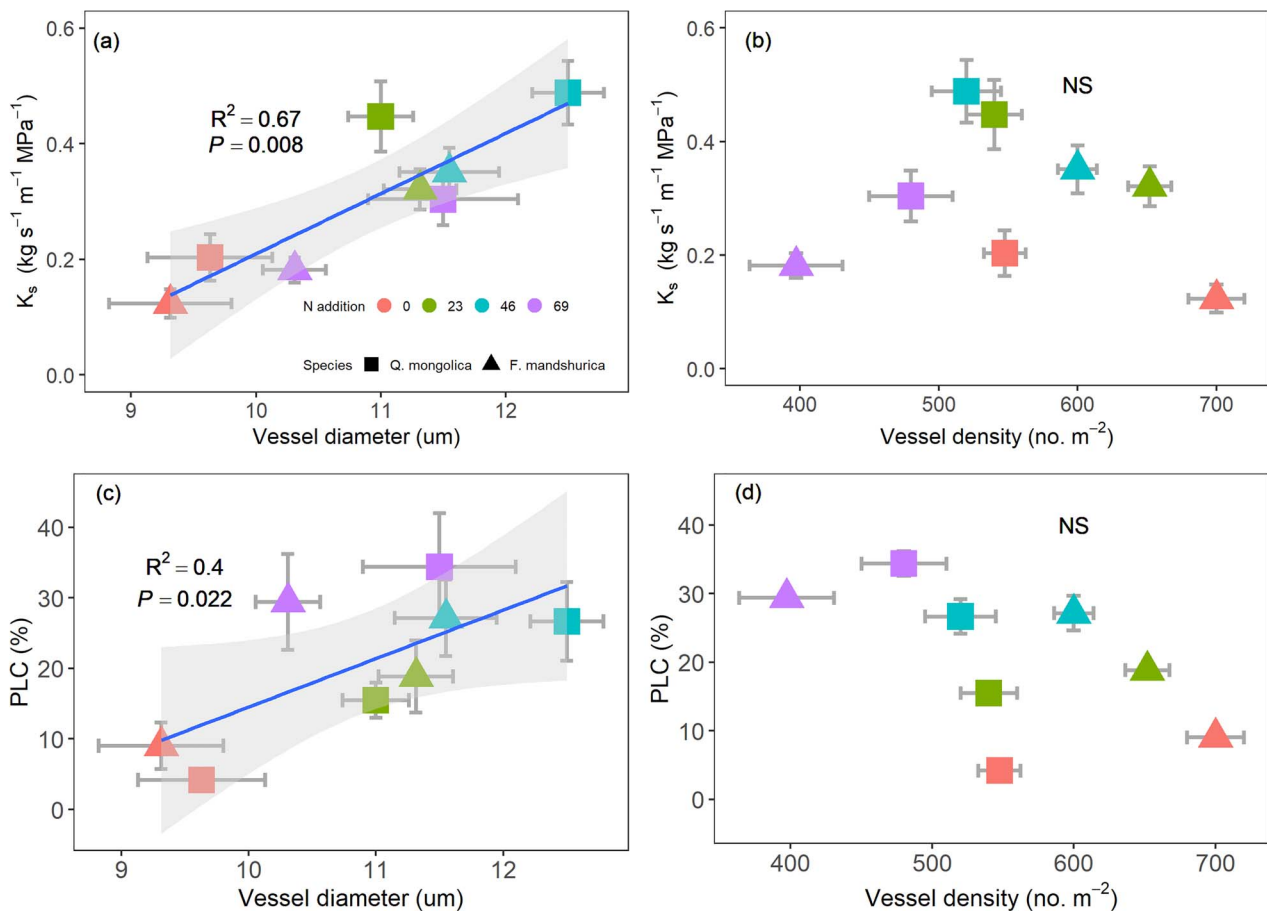 (a)
0.6
0.4
0.2
0.0
Kₛ (kg s⁻¹ m⁻¹ MPa⁻¹)
R² = 0.67
P = 0.008
N addition 0 23 46 69
Species Q. mongolica F. mandshurica
9 10 11 12
Vessel diameter (um)
(b)
0.6
0.4
0.2
0.0
Kₛ (kg s⁻¹ m⁻¹ MPa⁻¹)
NS
400 500 600 700
Vessel density (no. m⁻²)
(c)
40
30
20
10
0
PLC (%)
R² = 0.4
P = 0.022
9 10 11 12
Vessel diameter (um)
(d)
40
30
20
10
0
PLC (%)
NS
400 500 600 700
Vessel density (no. m⁻²)